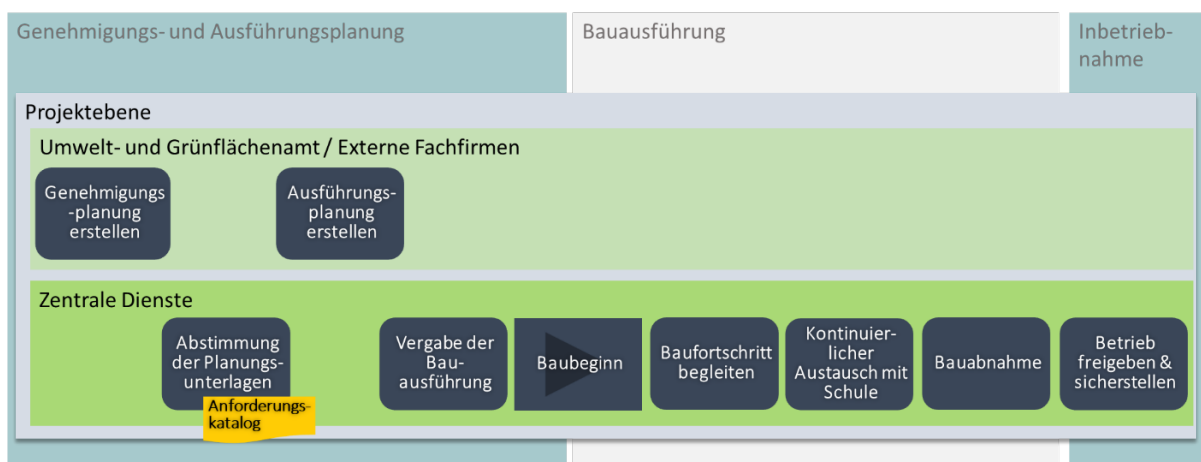 Genehmigungs- und Ausführungsplanung
Bauausführung
Inbetrieb-
nahme
Projektebene
Umwelt- und Grünflächenamt / Externe Fachfirmen
Genehmigungs
-planung
erstellen
Ausführungs-
planung
erstellen
Zentrale Dienste
Abstimmung
der Planungs-
unterlagen
Anforderungs-
katalog
Vergabe der
Bau-
ausführung
Baubeginn
Baufortschritt
begleiten
Kontinuier-
licher
Austausch mit
Schule
Bauabnahme
Betrieb
freigeben &
sicherstellen